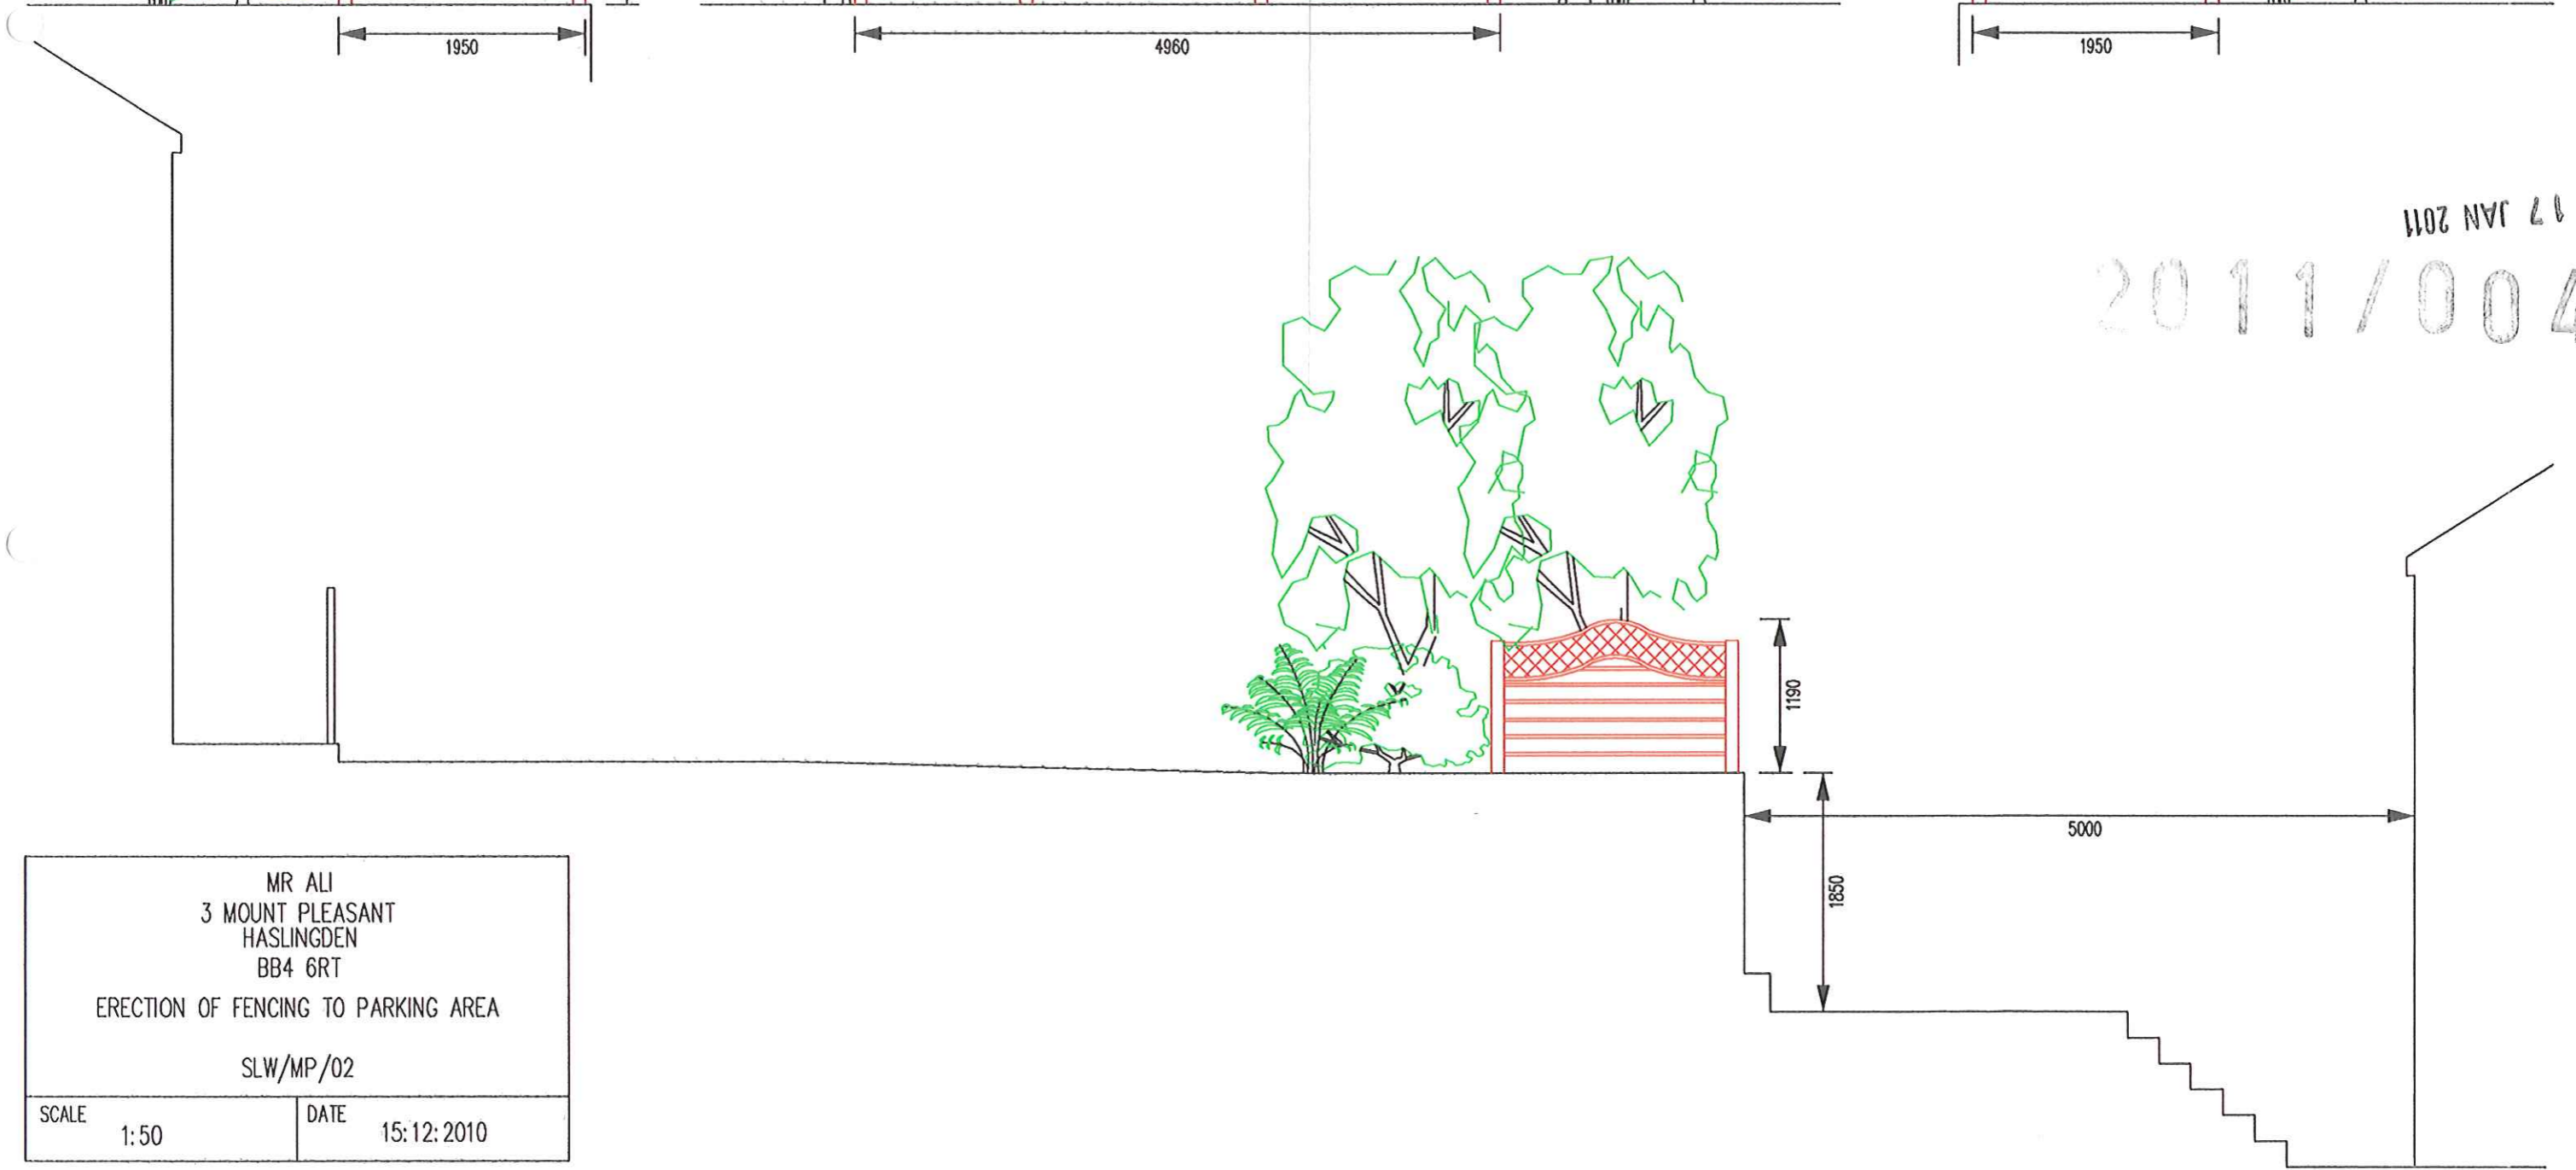 1950
4960
1950
17 JAN 2011
2011/004
1190
5000
1850
MR ALI
3 MOUNT PLEASANT
HASLINGDEN
BB4 6RT
ERECTION OF FENCING TO PARKING AREA
SLW/MP/02
SCALE
1:50
DATE
15:12:2010